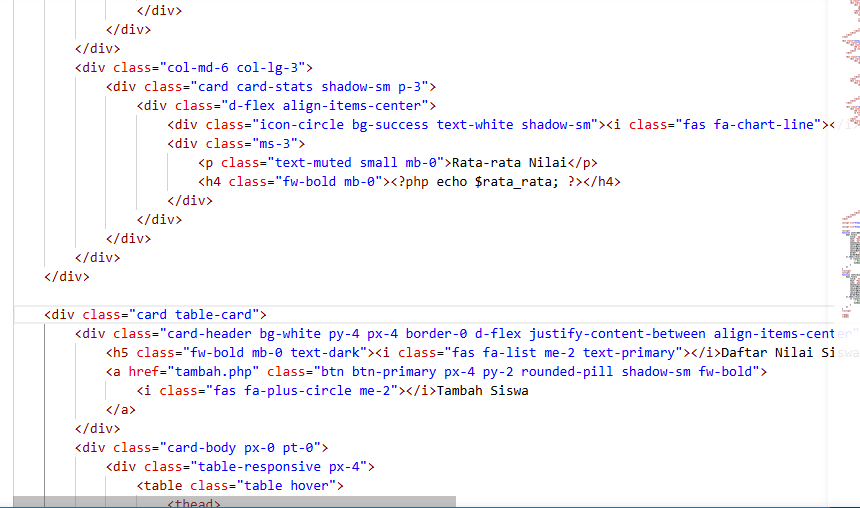 </div>
</div>
</div>
<div class="col-md-6 col-lg-3">
<div class="card card-stats shadow-sm p-3">
<div class="d-flex align-items-center">
<div class="icon-circle bg-success text-white shadow-sm"><i class="fas fa-chart-line"></i
<div class="ms-3">
<p class="text-muted small mb-0">Rata-rata Nilai</p>
<h4 class="fw-bold mb-0"><?php echo $rata_rata; ?></h4>
</div>
</div>
</div>
</div>
</div>
<div class="card table-card">
<div class="card-header bg-white py-4 px-4 border-0 d-flex justify-content-between align-items-center"
<h5 class="fw-bold mb-0 text-dark"><i class="fas fa-list me-2 text-primary"></i>Daftar Nilai Siswa
<a href="tambah.php" class="btn btn-primary px-4 py-2 rounded-pill shadow-sm fw-bold">
<i class="fas fa-plus-circle me-2"></i>Tambah Siswa
</a>
</div>
<div class="card-body px-0 pt-0">
<div class="table-responsive px-4">
<table class="table hover">
<thead>